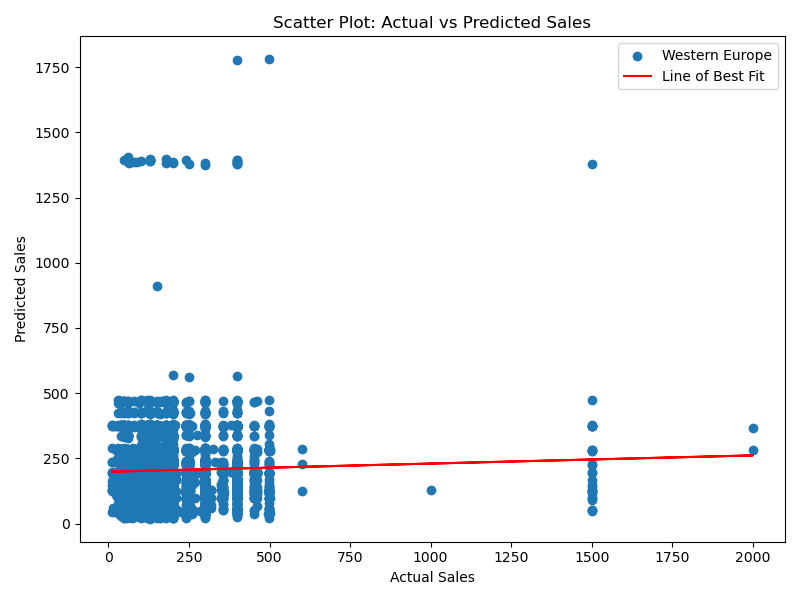 Scatter Plot: Actual vs Predicted Sales
Western Europe
Line of Best Fit
1750
1500
1250
1000
750
500
250
0
Predicted Sales
0 250 500 750 1000 1250 1500 1750 2000
Actual Sales